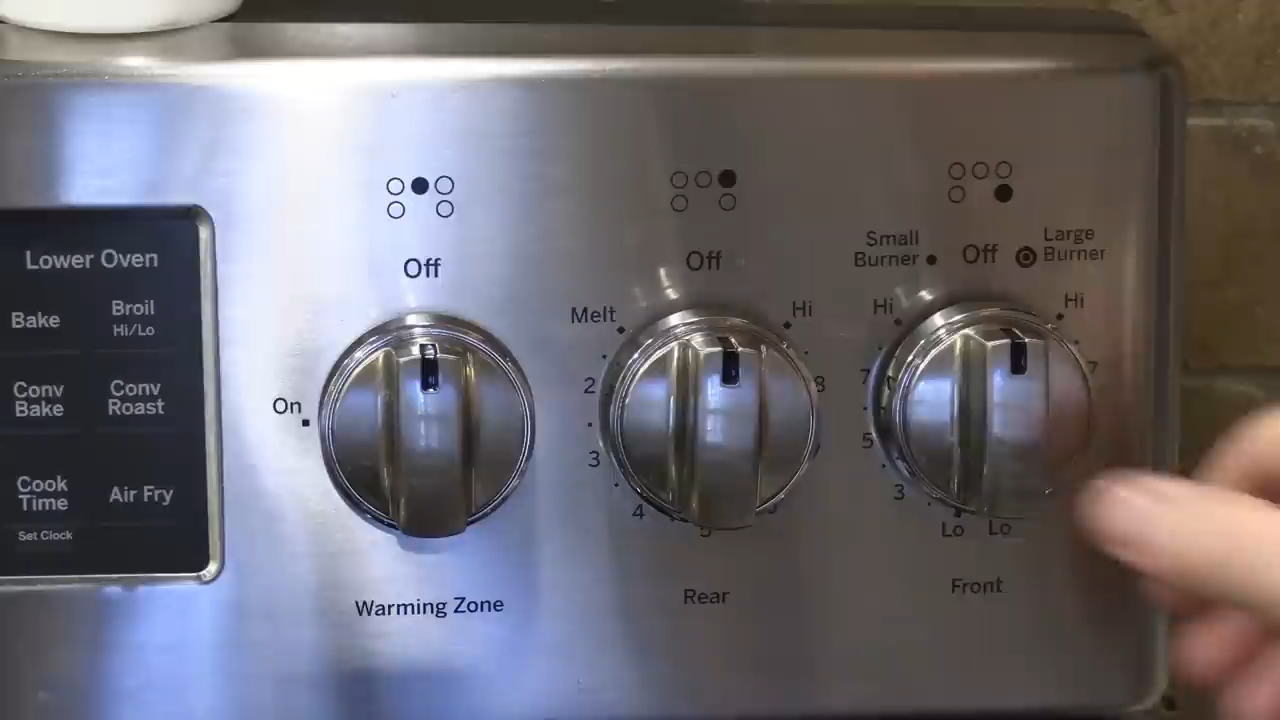 Lower Oven
Bake
Broil
Hi/Lo
Conv
Bake
Conv
Roast
Cook
Time
Air Fry
Set Clock
Off
On
Warming Zone
Off
Melt
Hi
2
8
3
4
5
Rear
Small
Burner
Off
Large
Burner
Hi
Hi
7
7
5
3
Lo
Lo
Front